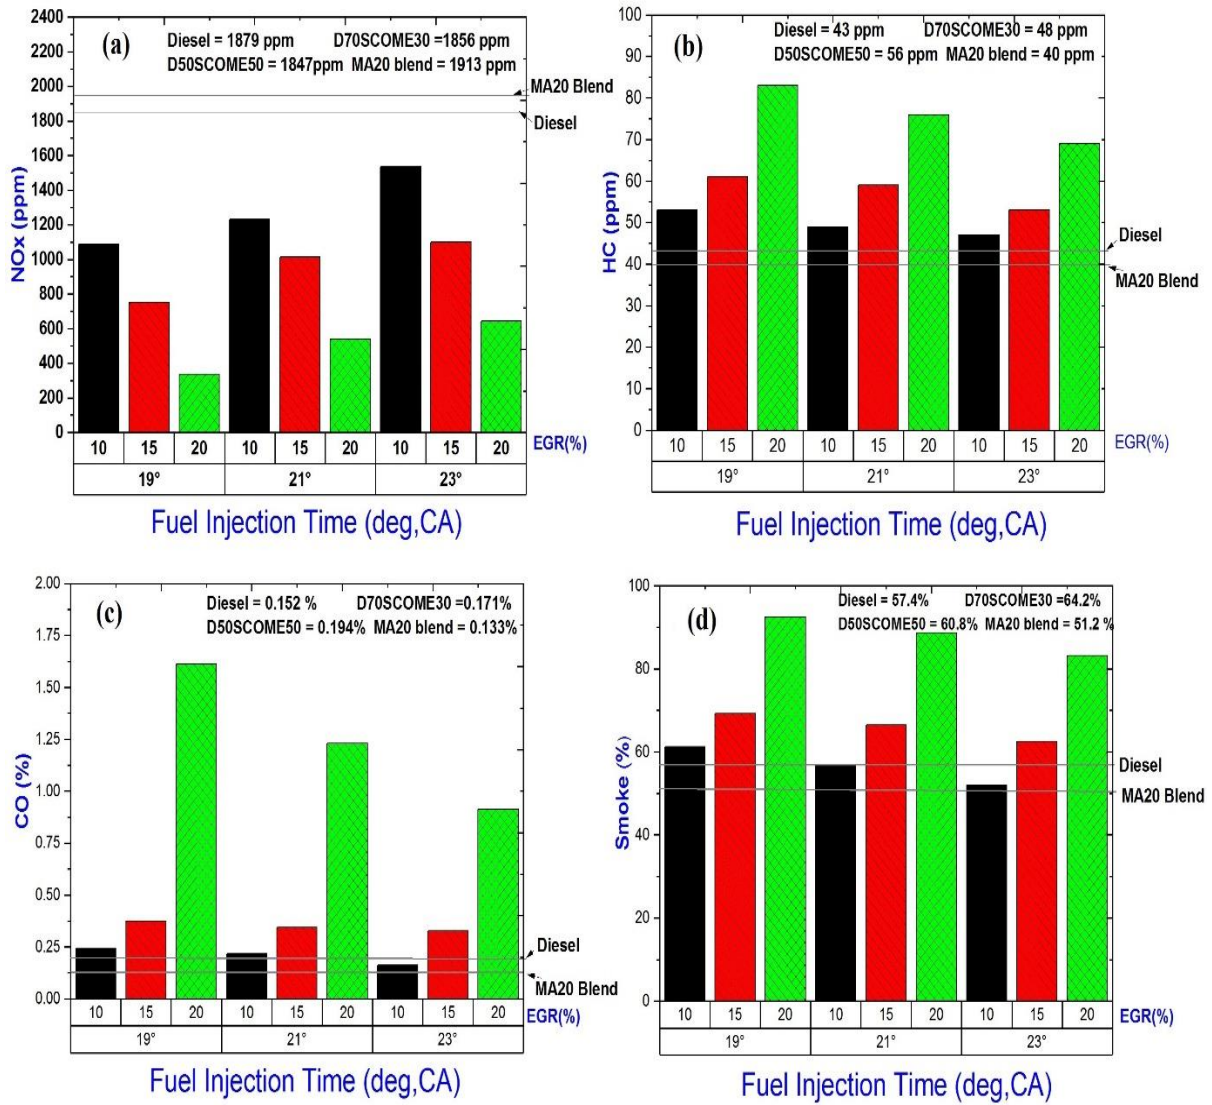 (a)
Diesel = 1879 ppm D70SCOME30 =1856 ppm
D50SCOME50 = 1847ppm MA20 blend = 1913 ppm
2400
2200
2000
1800
1600
1400
1200
1000
800
600
400
200
0
NOx (ppm)
MA20 Blend
Diesel
10 15 20 10 15 20 10 15 20 EGR(%)
19° 21° 23°
Fuel Injection Time (deg,CA)
(b)
Diesel = 43 ppm D70SCOME30 = 48 ppm
D50SCOME50 = 56 ppm MA20 blend = 40 ppm
100
90
80
70
60
50
40
30
20
10
0
HC (ppm)
Diesel
MA20 Blend
10 15 20 10 15 20 10 15 20 EGR(%)
19° 21° 23°
Fuel Injection Time (deg,CA)
(c)
Diesel = 0.152 % D70SCOME30 =0.171%
D50SCOME50 = 0.194% MA20 blend = 0.133%
2.00
1.75
1.50
1.25
1.00
0.75
0.50
0.25
0.00
CO (%)
Diesel
MA20 Blend
10 15 20 10 15 20 10 15 20 EGR(%)
19° 21° 23°
Fuel Injection Time (deg,CA)
(d)
Diesel = 57.4% D70SCOME30 =64.2%
D50SCOME50 = 60.8% MA20 blend = 51.2 %
100
80
60
40
20
0
Smoke (%)
Diesel
MA20 Blend
10 15 20 10 15 20 10 15 20 EGR(%)
19° 21° 23°
Fuel Injection Time (deg,CA)